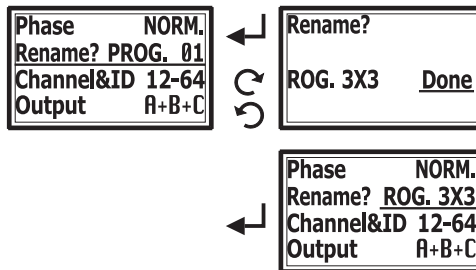 Phase NORM.
Rename? PROG. 01
Channel&ID 12-64
Output A+B+C
Rename?
ROG. 3X3 Done
Phase NORM.
Rename? ROG. 3X3
Channel&ID 12-64
Output A+B+C